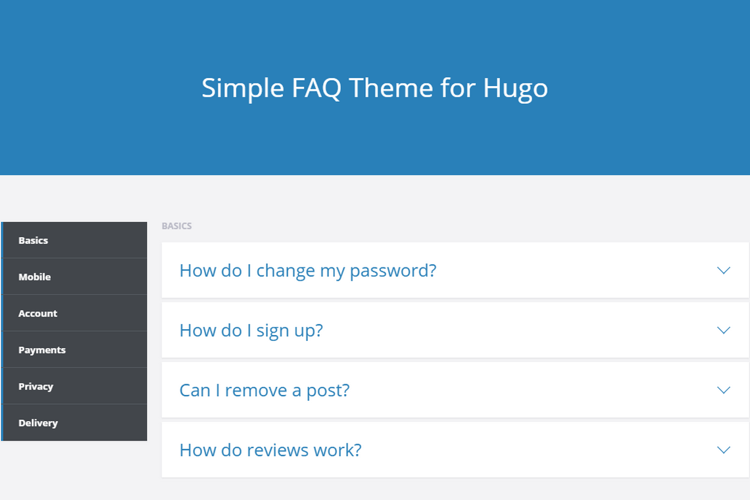 Simple FAQ Theme for Hugo
Basics
Mobile
Account
Payments
Privacy
Delivery
BASICS
How do I change my password?
How do I sign up?
Can I remove a post?
How do reviews work?